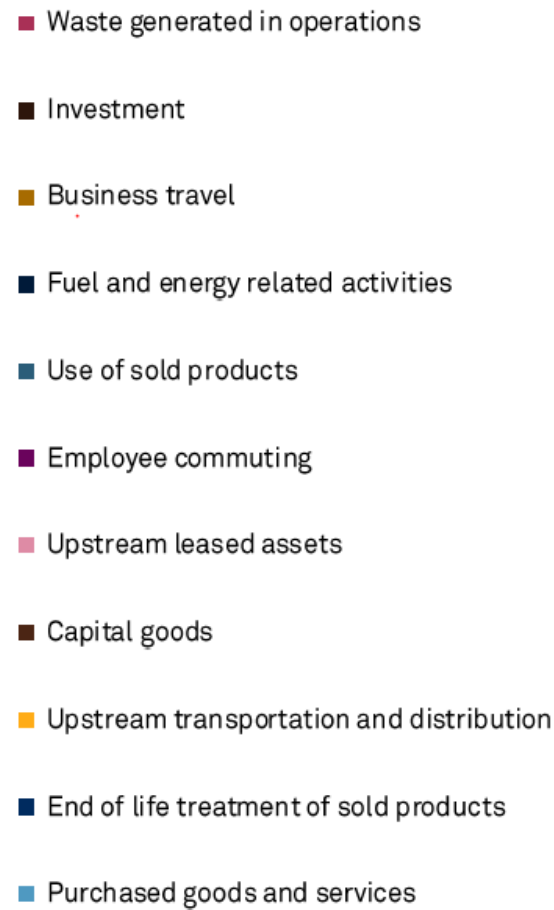 Waste generated in operations
Investment
Business travel
Fuel and energy related activities
Use of sold products
Employee commuting
Upstream leased assets
Capital goods
Upstream transportation and distribution
End of life treatment of sold products
Purchased goods and services